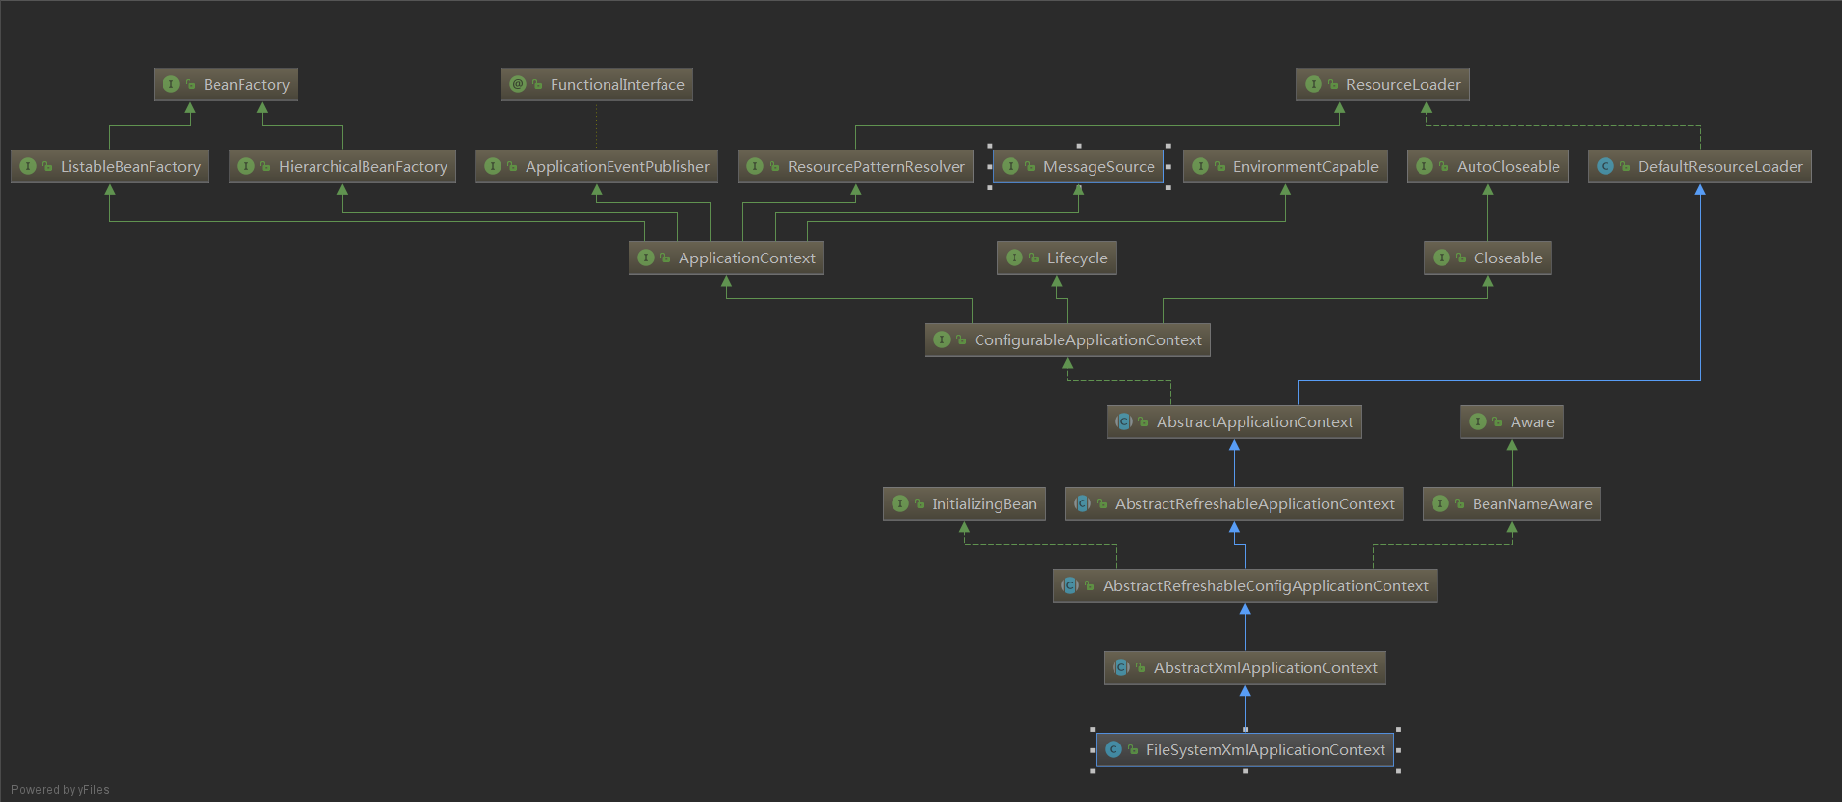 BeanFactory
FunctionalInterface
ResourceLoader
ListableBeanFactory
HierarchicalBeanFactory
ApplicationEventPublisher
ResourcePatternResolver
MessageSource
EnvironmentCapable
AutoCloseable
DefaultResourceLoader
ApplicationContext
Lifecycle
Closeable
ConfigurableApplicationContext
AbstractApplicationContext
Aware
InitializingBean
AbstractRefreshableApplicationContext
BeanNameAware
AbstractRefreshableConfigApplicationContext
AbstractXmlApplicationContext
FileSystemXmlApplicationContext
Powered by yFiles